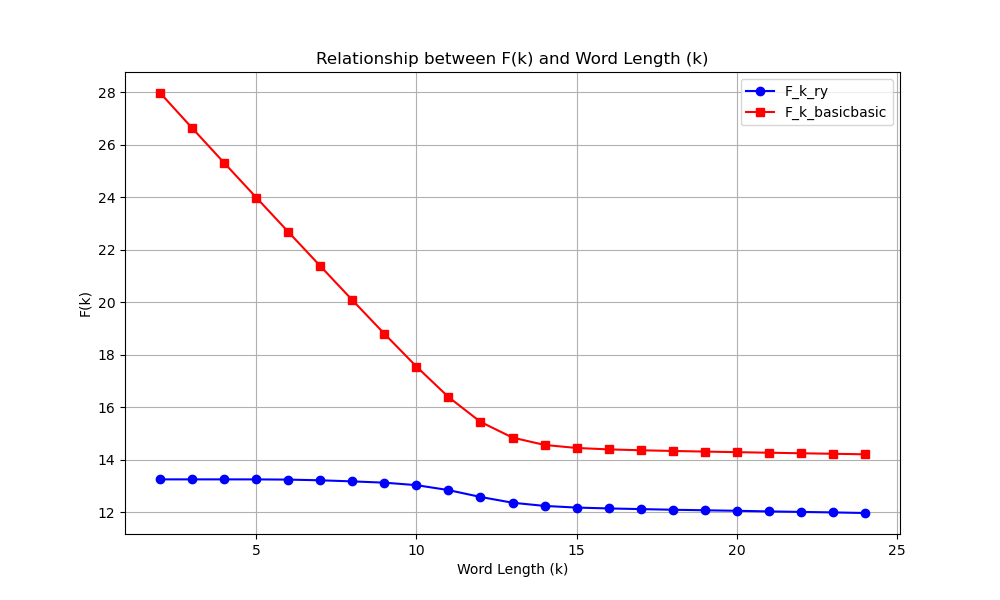 Relationship between F(k) and Word Length (k)
F_k_ry
F_k_basicbasic
F(k)
28
26
24
22
20
18
16
14
12
5 10 15 20 25
Word Length (k)